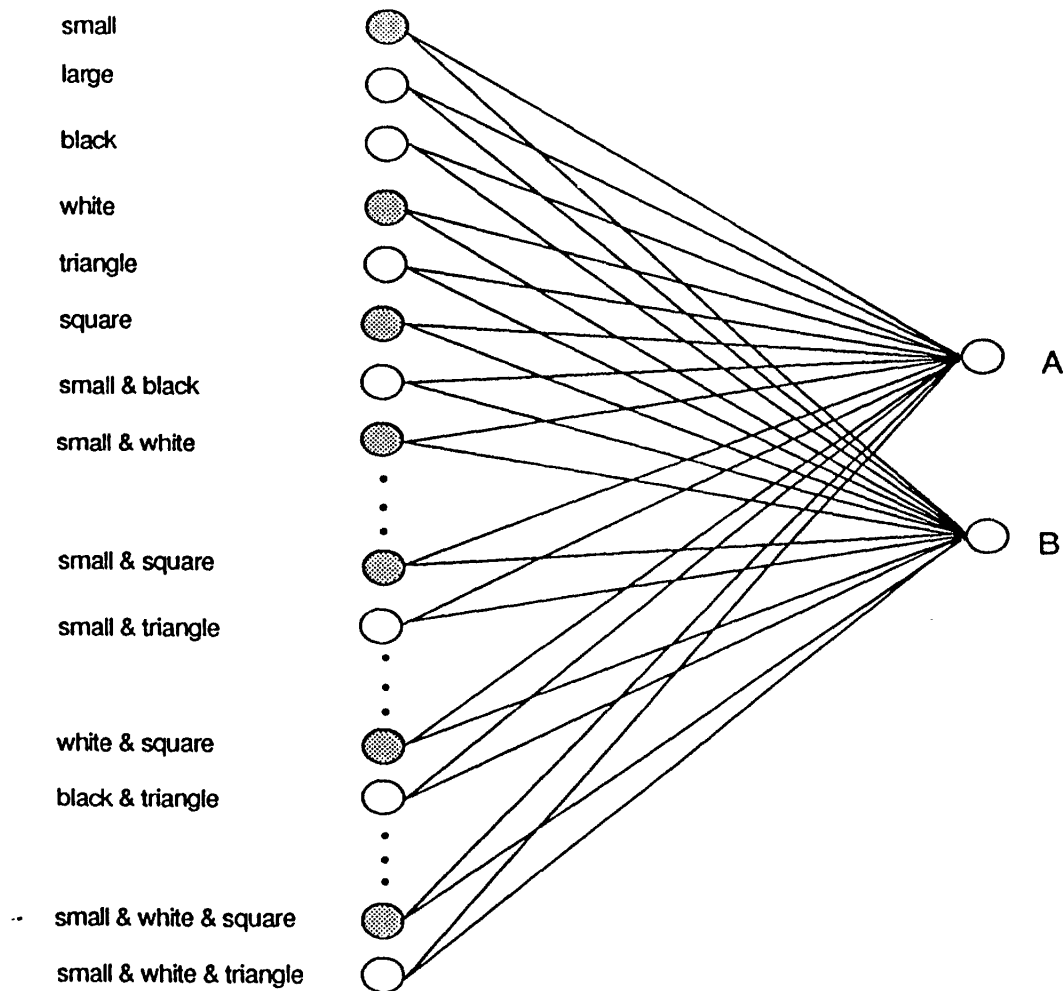 small
large
black
white
triangle
square
A
small & black
small & white
B
small & square
small & triangle
white & square
black & triangle
small & white & square
small & white & triangle